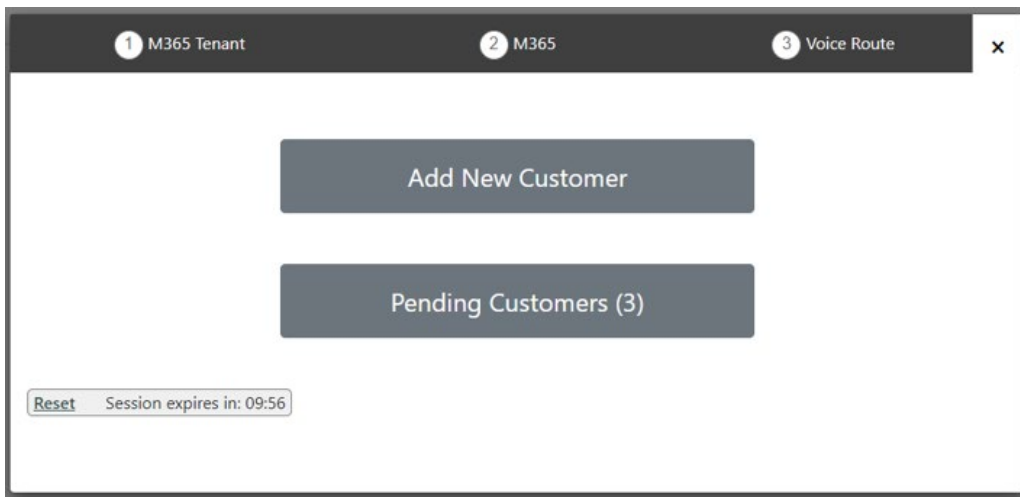 1 M365 Tenant 2 M365 3 Voice Route ×
Add New Customer
Pending Customers (3)
Reset Session expires in: 09:56